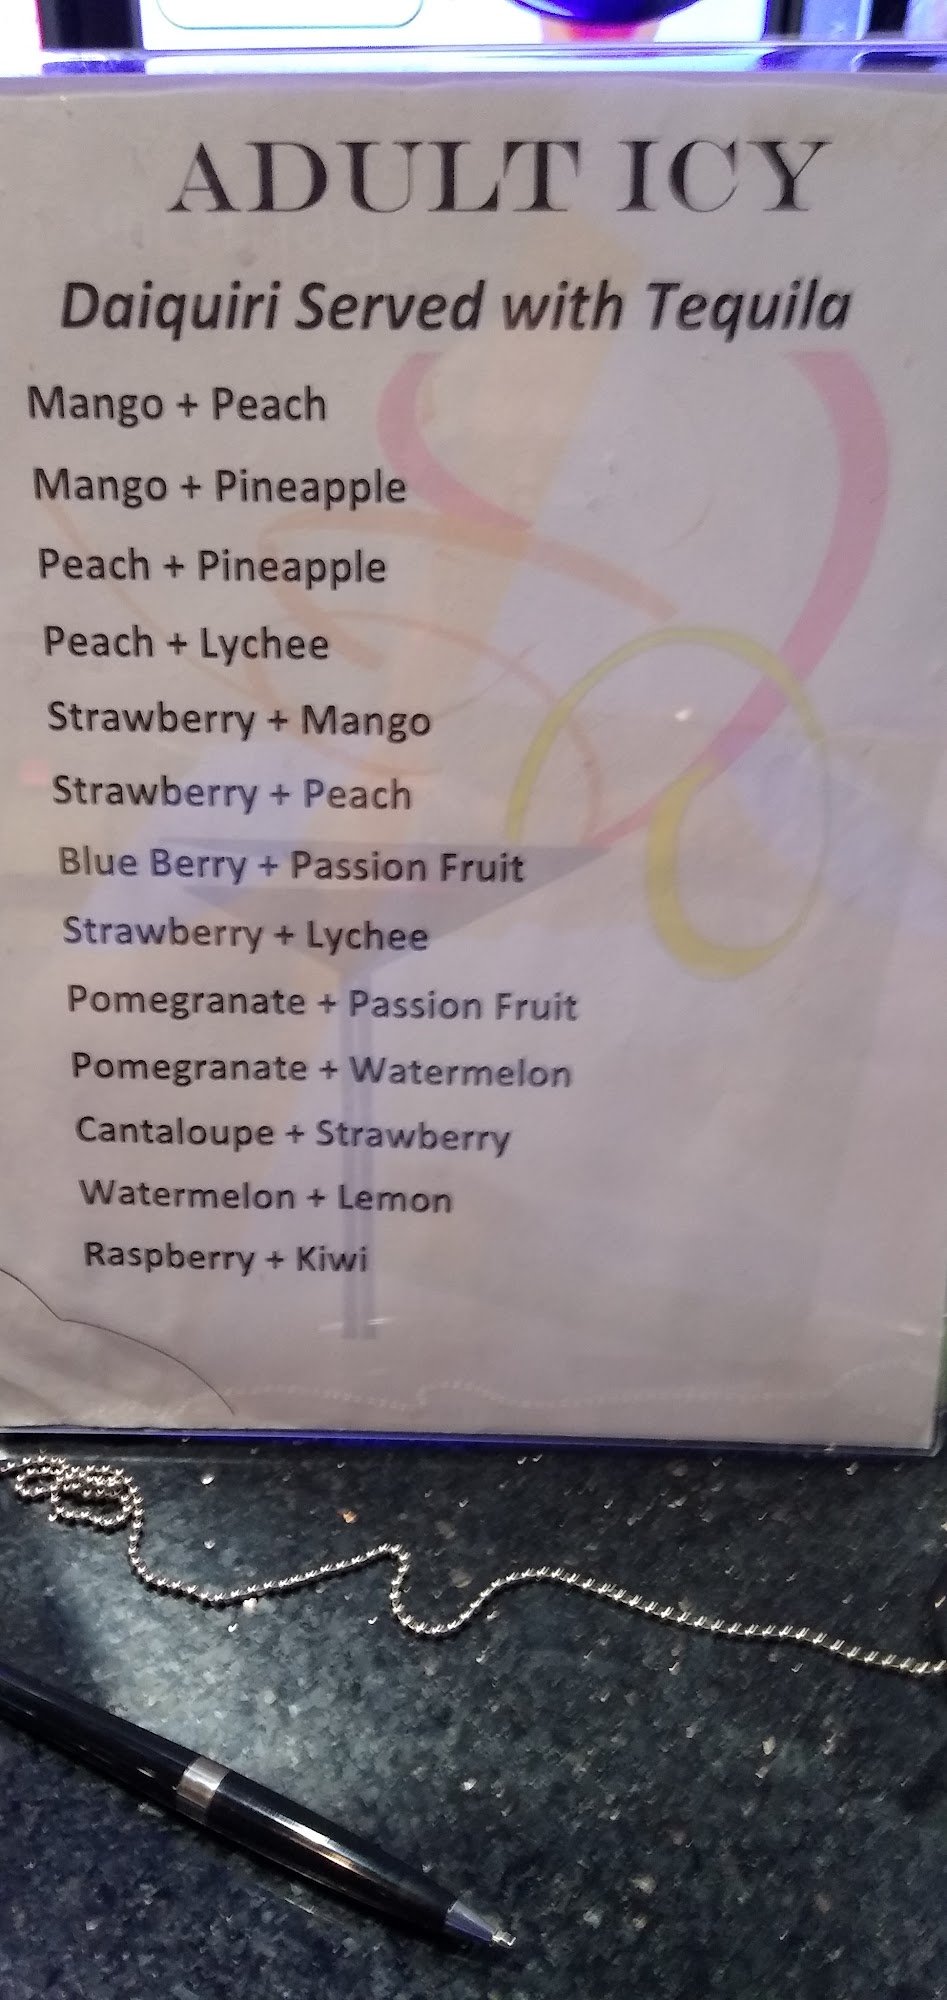 ADULT ICY
Daiquiri Served with Tequila
Mango + Peach
Mango + Pineapple
Peach + Pineapple
Peach + Lychee
Strawberry + Mango
Strawberry + Peach
Blue Berry + Passion Fruit
Strawberry + Lychee
Pomegranate + Passion Fruit
Pomegranate + Watermelon
Cantaloupe + Strawberry
Watermelon + Lemon
Raspberry + Kiwi